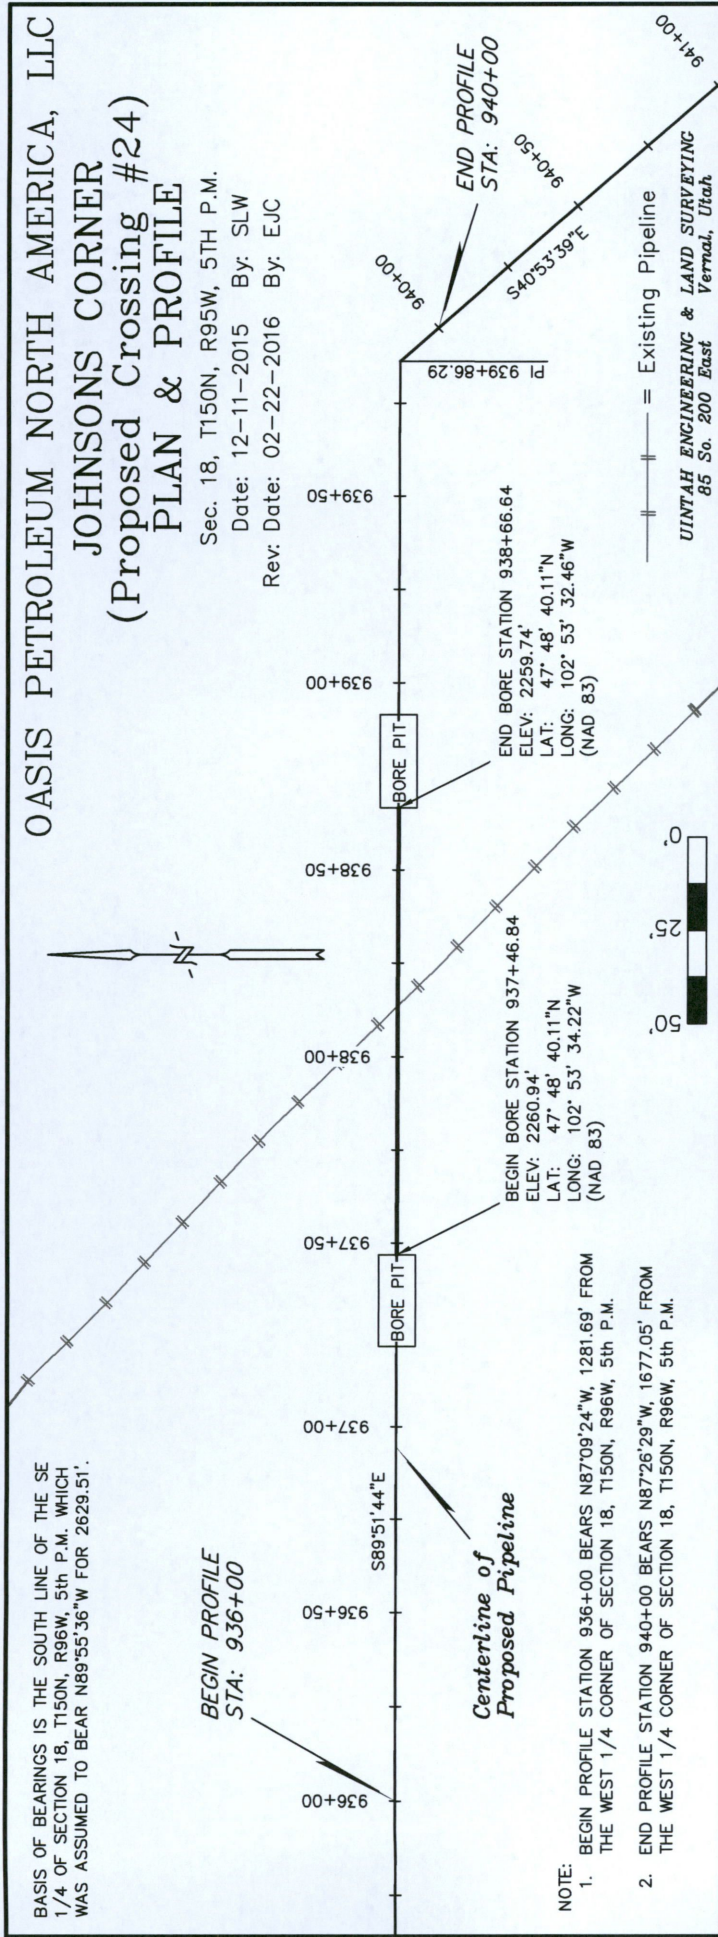 OASIS PETROLEUM NORTH AMERICA, LLC
JOHNSONS CORNER
(Proposed Crossing #24)
PLAN & PROFILE
Sec. 18, T150N, R95W, 5TH P.M.
Date: 12-11-2015 By: SLW
Rev: Date: 02-22-2016 By: EJC
BASIS OF BEARINGS IS THE SOUTH LINE OF THE SE
1/4 OF SECTION 18, T150N, R96W, 5th P.M. WHICH
WAS ASSUMED TO BEAR N89°55'36"W FOR 2629.51'.
BEGIN PROFILE
STA: 936+00
936+00
936+50
S89°51'44"E
937+00
BORE PIT
937+50
938+00
938+50
BORE PIT
939+00
939+50
PI 939+86.29
940+00
END PROFILE
STA: 940+00
940+50
S40°53'39"E
941+00
Centerline of
Proposed Pipeline
BEGIN BORE STATION 937+46.84
ELEV: 2260.94'
LAT: 47° 48' 40.11"N
LONG: 102° 53' 34.22"W
(NAD 83)
END BORE STATION 938+66.64
ELEV: 2259.74'
LAT: 47° 48' 40.11"N
LONG: 102° 53' 32.46"W
(NAD 83)
NOTE:
1. BEGIN PROFILE STATION 936+00 BEARS N87°09'24"W, 1281.69' FROM
THE WEST 1/4 CORNER OF SECTION 18, T150N, R96W, 5th P.M.
2. END PROFILE STATION 940+00 BEARS N87°26'29"W, 1677.05' FROM
THE WEST 1/4 CORNER OF SECTION 18, T150N, R96W, 5th P.M.
50' 25' 0'
= Existing Pipeline
UINTAH ENGINEERING & LAND SURVEYING
85 So. 200 East Vernal, Utah
N